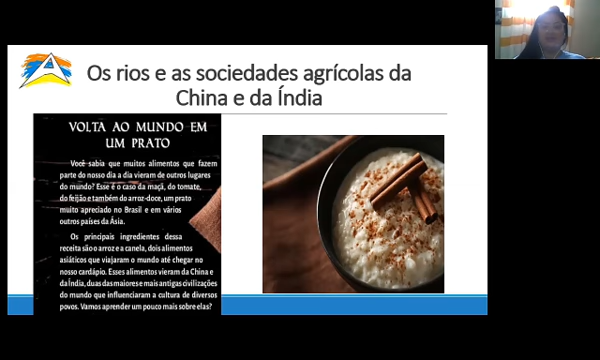 Os rios e as sociedades agrícolas da
China e da Índia
VOLTA AO MUNDO EM
UM PRATO
Você sabia que muitos alimentos que fazem
parte do nosso dia a dia vieram de outros lugares
do mundo? Esse é o caso da maçã, do tomate,
do feijão e também do arroz-doce, um prato
muito apreciado no Brasil e em vários
outros países da Ásia.
Os principais ingredientes dessa
receita são o arroz e a canela, dois alimentos
asiáticos que viajaram o mundo até chegar no
nosso cardápio. Esses alimentos vieram da China e
da Índia, duas das maiores e mais antigas civilizações
do mundo que influenciaram a cultura de diversos
povos. Vamos aprender um pouco mais sobre elas?